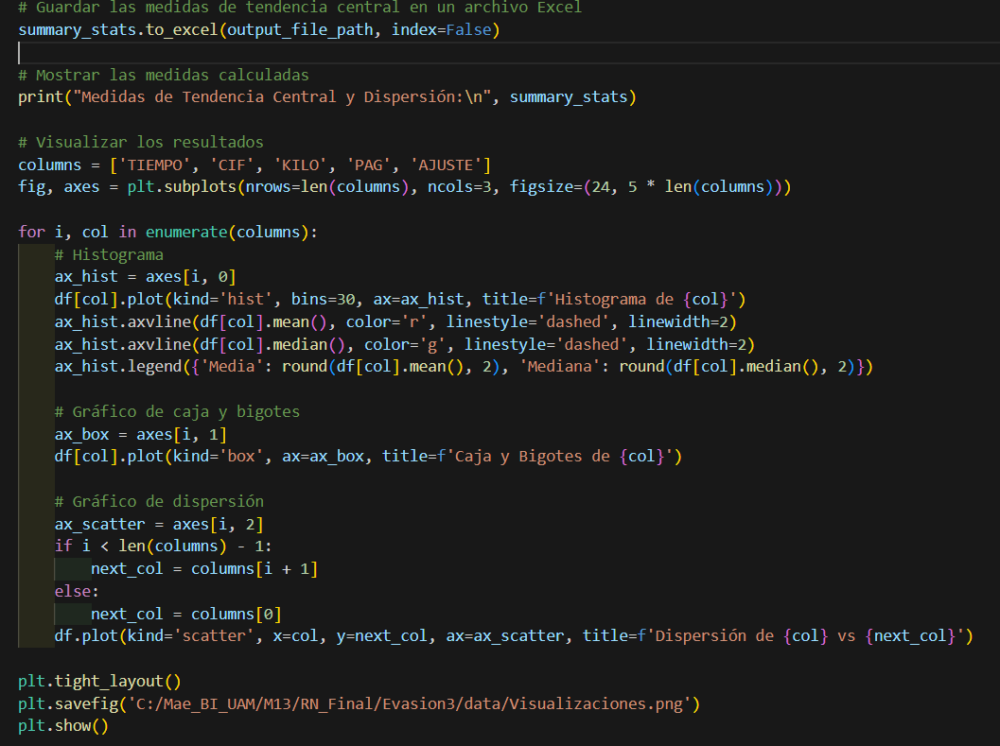 # Guardar las medidas de tendencia central en un archivo Excel
summary_stats.to_excel(output_file_path, index=False)
# Mostrar las medidas calculadas
print("Medidas de Tendencia Central y Dispersión:\n", summary_stats)
# Visualizar los resultados
columns = ['TIEMPO', 'CIF', 'KILO', 'PAG', 'AJUSTE']
fig, axes = plt.subplots(nrows=len(columns), ncols=3, figsize=(24, 5 * len(columns)))
for i, col in enumerate(columns):
    # Histograma
    ax_hist = axes[i, 0]
    df[col].plot(kind='hist', bins=30, ax=ax_hist, title=f'Histograma de {col}')
    ax_hist.axvline(df[col].mean(), color='r', linestyle='dashed', linewidth=2)
    ax_hist.axvline(df[col].median(), color='g', linestyle='dashed', linewidth=2)
    ax_hist.legend({'Media': round(df[col].mean(), 2), 'Mediana': round(df[col].median(), 2)})
    # Gráfico de caja y bigotes
    ax_box = axes[i, 1]
    df[col].plot(kind='box', ax=ax_box, title=f'Caja y Bigotes de {col}')
    # Gráfico de dispersión
    ax_scatter = axes[i, 2]
    if i < len(columns) - 1:
        next_col = columns[i + 1]
    else:
        next_col = columns[0]
    df.plot(kind='scatter', x=col, y=next_col, ax=ax_scatter, title=f'Dispersión de {col} vs {next_col}')
plt.tight_layout()
plt.savefig('C:/Mae_BI_UAM/M13/RN_Final/Evasion3/data/Visualizaciones.png')
plt.show()